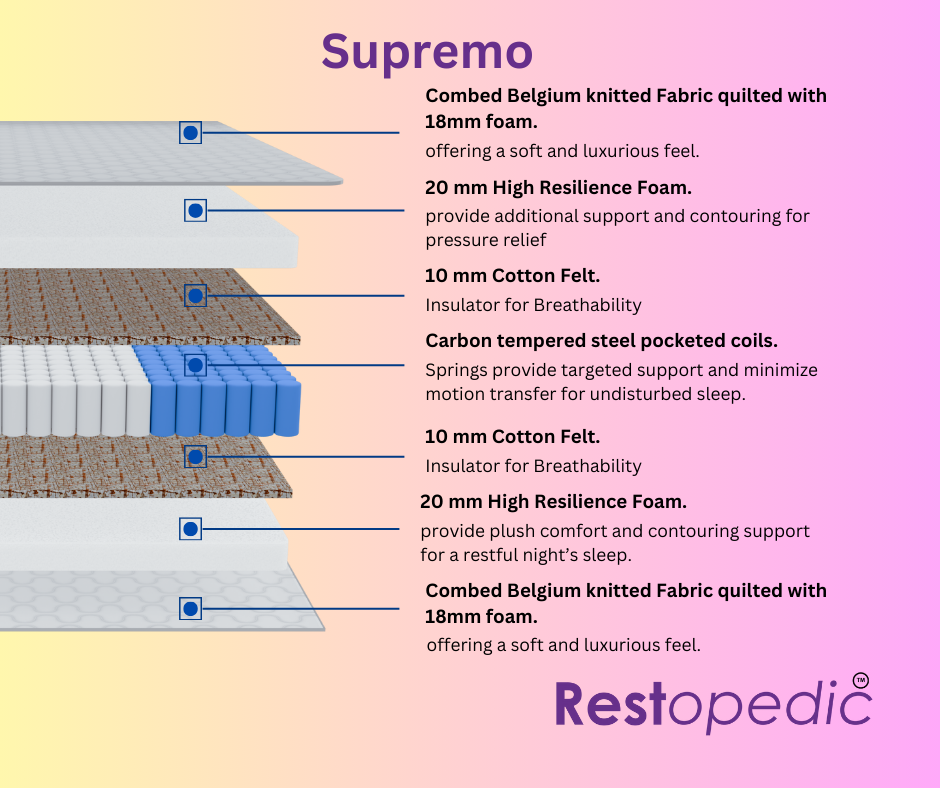 Supremo
Combed Belgium knitted Fabric quilted with
18mm foam.
offering a soft and luxurious feel.
20 mm High Resilience Foam.
provide additional support and contouring for
pressure relief
10 mm Cotton Felt.
Insulator for Breathability
Carbon tempered steel pocketed coils.
Springs provide targeted support and minimize
motion transfer for undisturbed sleep.
10 mm Cotton Felt.
Insulator for Breathability
20 mm High Resilience Foam.
provide plush comfort and contouring support
for a restful night’s sleep.
Combed Belgium knitted Fabric quilted with
18mm foam.
offering a soft and luxurious feel.
Restopedic TM